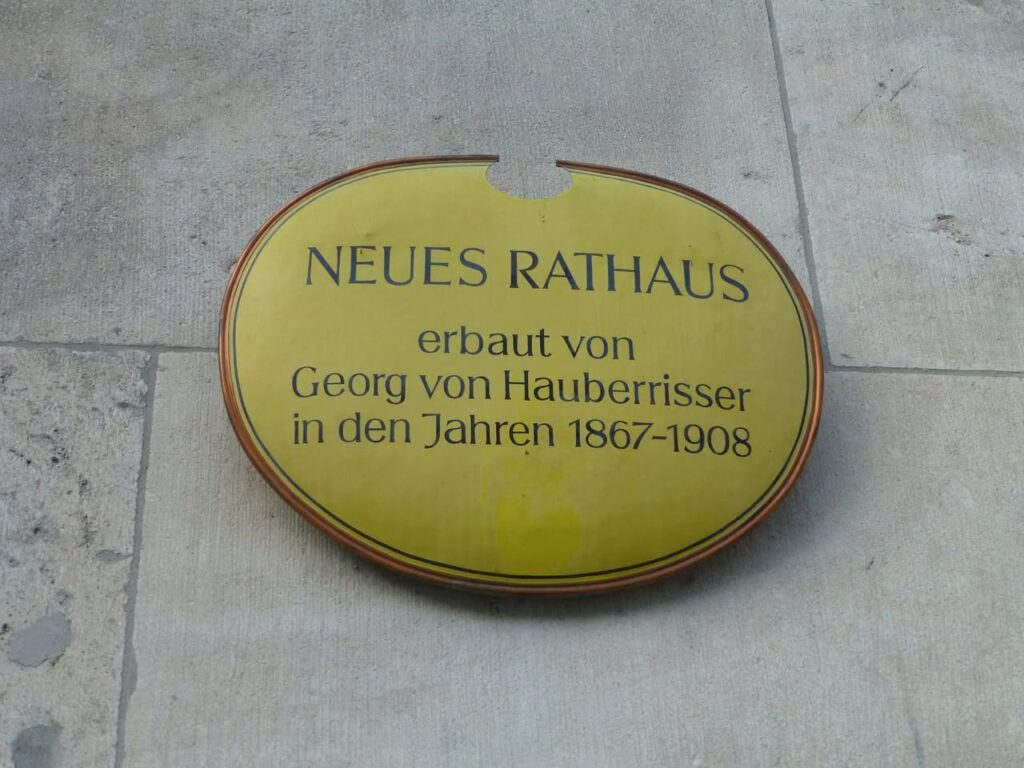 NEUES RATHAUS
erbaut von
Georg von Hauberrisser
in den Jahren 1867-1908